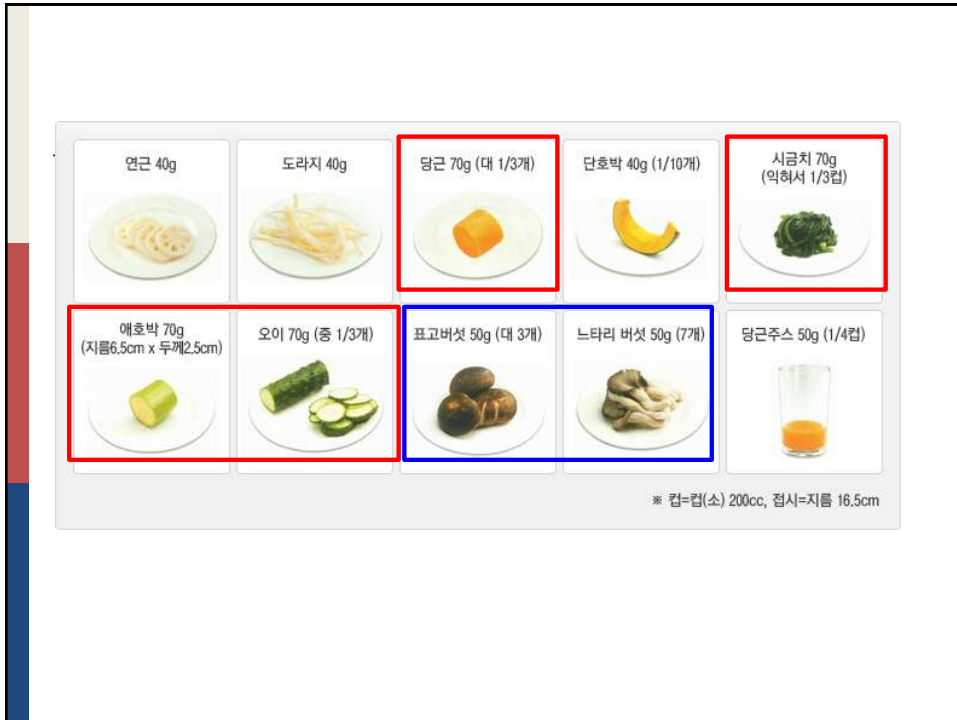 연근 40g
도라지 40g
당근 70g (대 1/3개)
단호박 40g (1/10개)
시금치 70g
(익혀서 1/3컵)
애호박 70g
(지름6.5cm x 두께2.5cm)
오이 70g (중 1/3개)
표고버섯 50g (대 3개)
느타리 버섯 50g (7개)
당근주스 50g (1/4컵)
※ 컵=컵(소) 200cc, 접시=지름 16.5cm